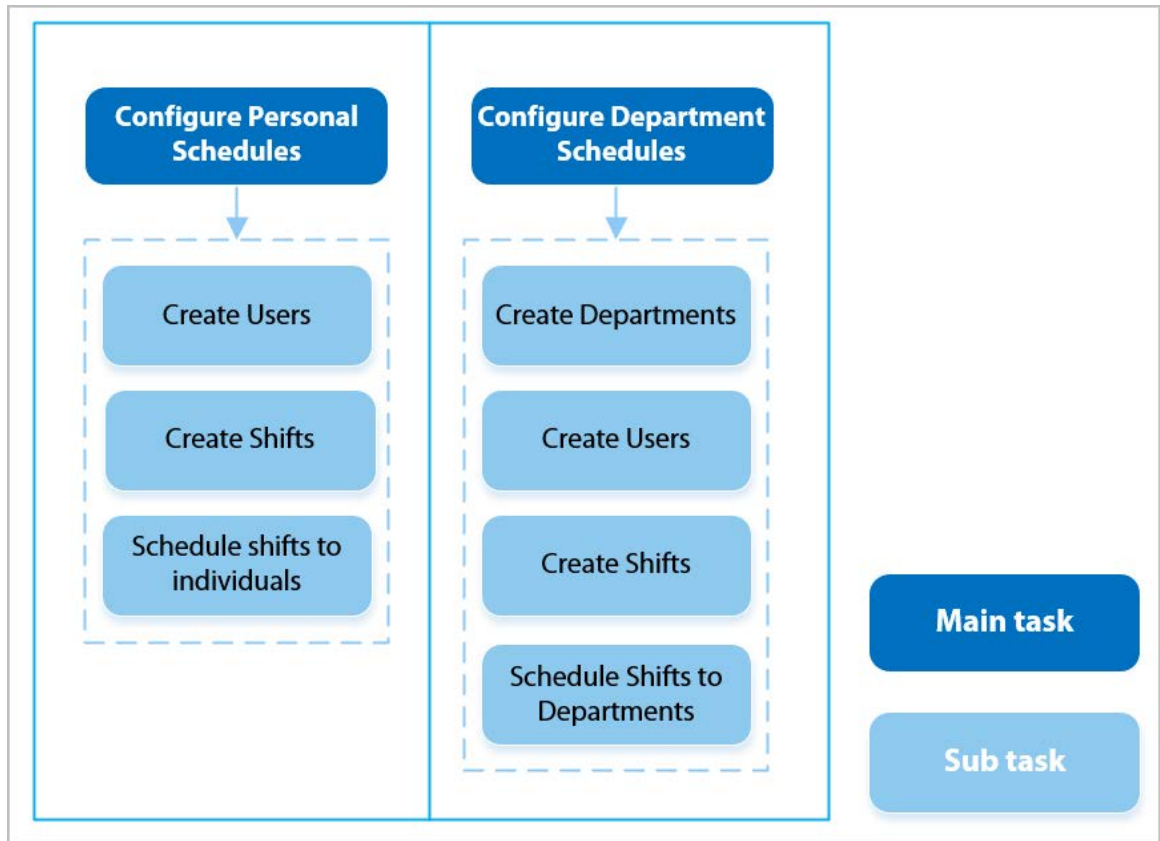 Configure Personal
Schedules
Create Users
Create Shifts
Schedule shifts to
individuals
Configure Department
Schedules
Create Departments
Create Users
Create Shifts
Schedule Shifts to
Departments
Main task
Sub task